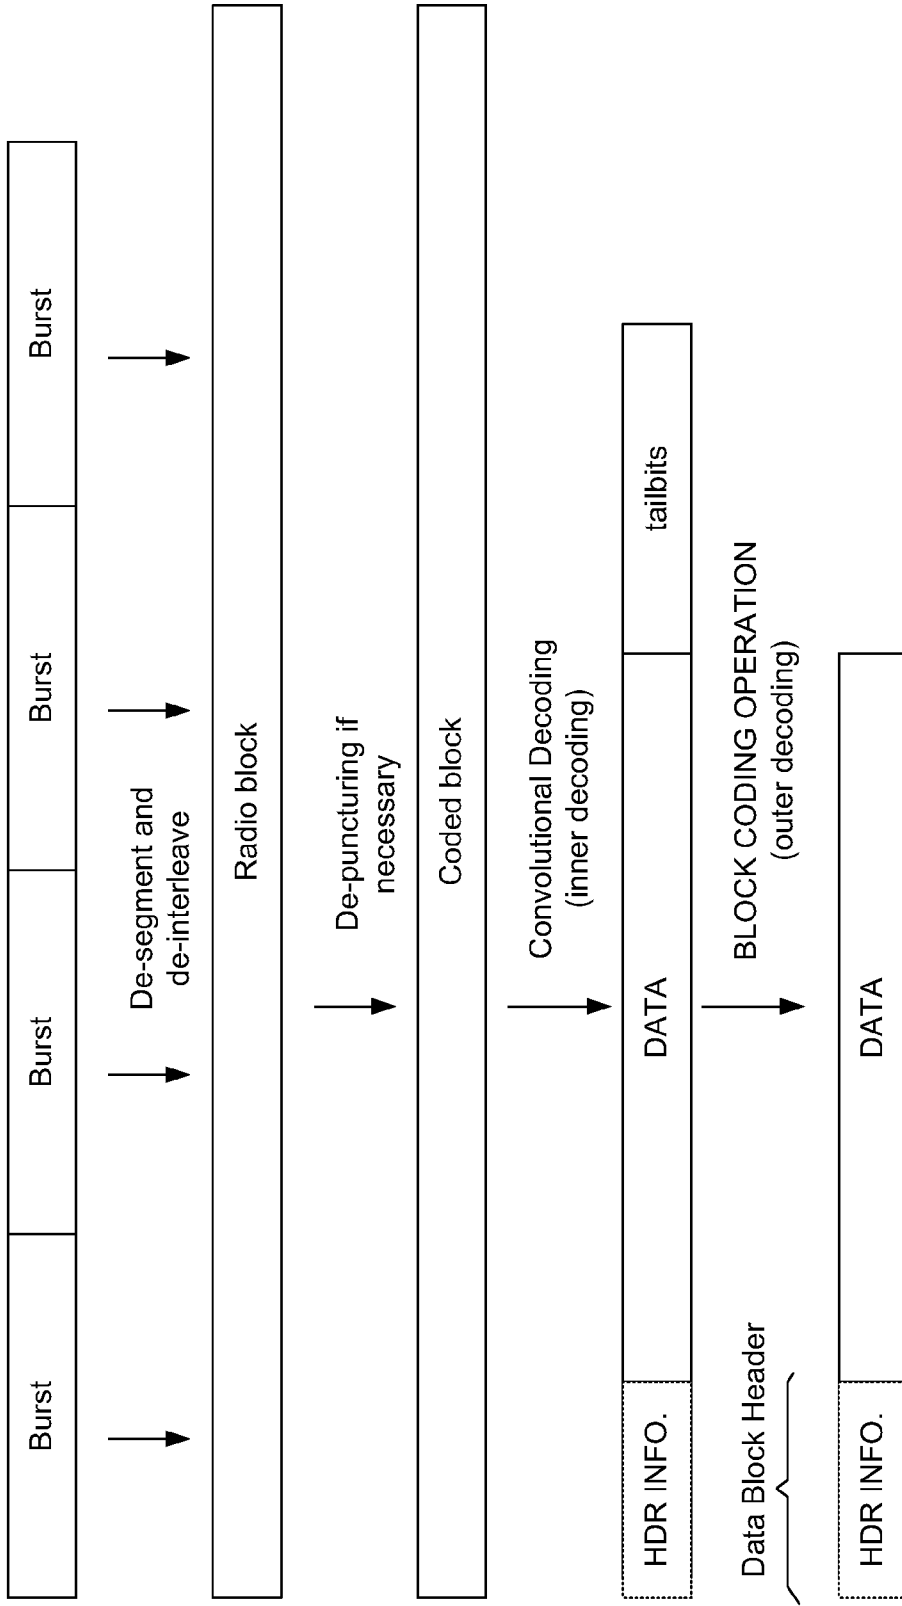 Burst
Burst
Burst
Burst
De-segment and
de-interleave
Radio block
De-puncturing if
necessary
Coded block
Convolutional Decoding
(inner decoding)
HDR INFO.
DATA
tailbits
Data Block Header
BLOCK CODING OPERATION
(outer decoding)
HDR INFO.
DATA